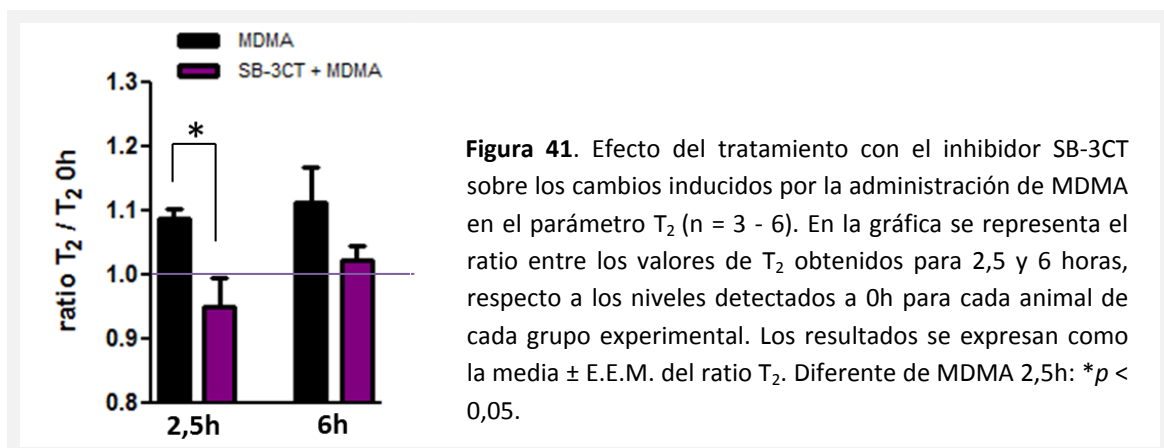 MDMA
SB-3CT + MDMA
1.3
1.2
1.1
1.0
0.9
0.8
ratio T₂ / T₂ 0h
*
2,5h 6h
Figura 41. Efecto del tratamiento con el inhibidor SB-3CT
sobre los cambios inducidos por la administración de MDMA
en el parámetro T₂ (n = 3 - 6). En la gráfica se representa el
ratio entre los valores de T₂ obtenidos para 2,5 y 6 horas,
respecto a los niveles detectados a 0h para cada animal de
cada grupo experimental. Los resultados se expresan como
la media ± E.E.M. del ratio T₂. Diferente de MDMA 2,5h: *p <
0,05.